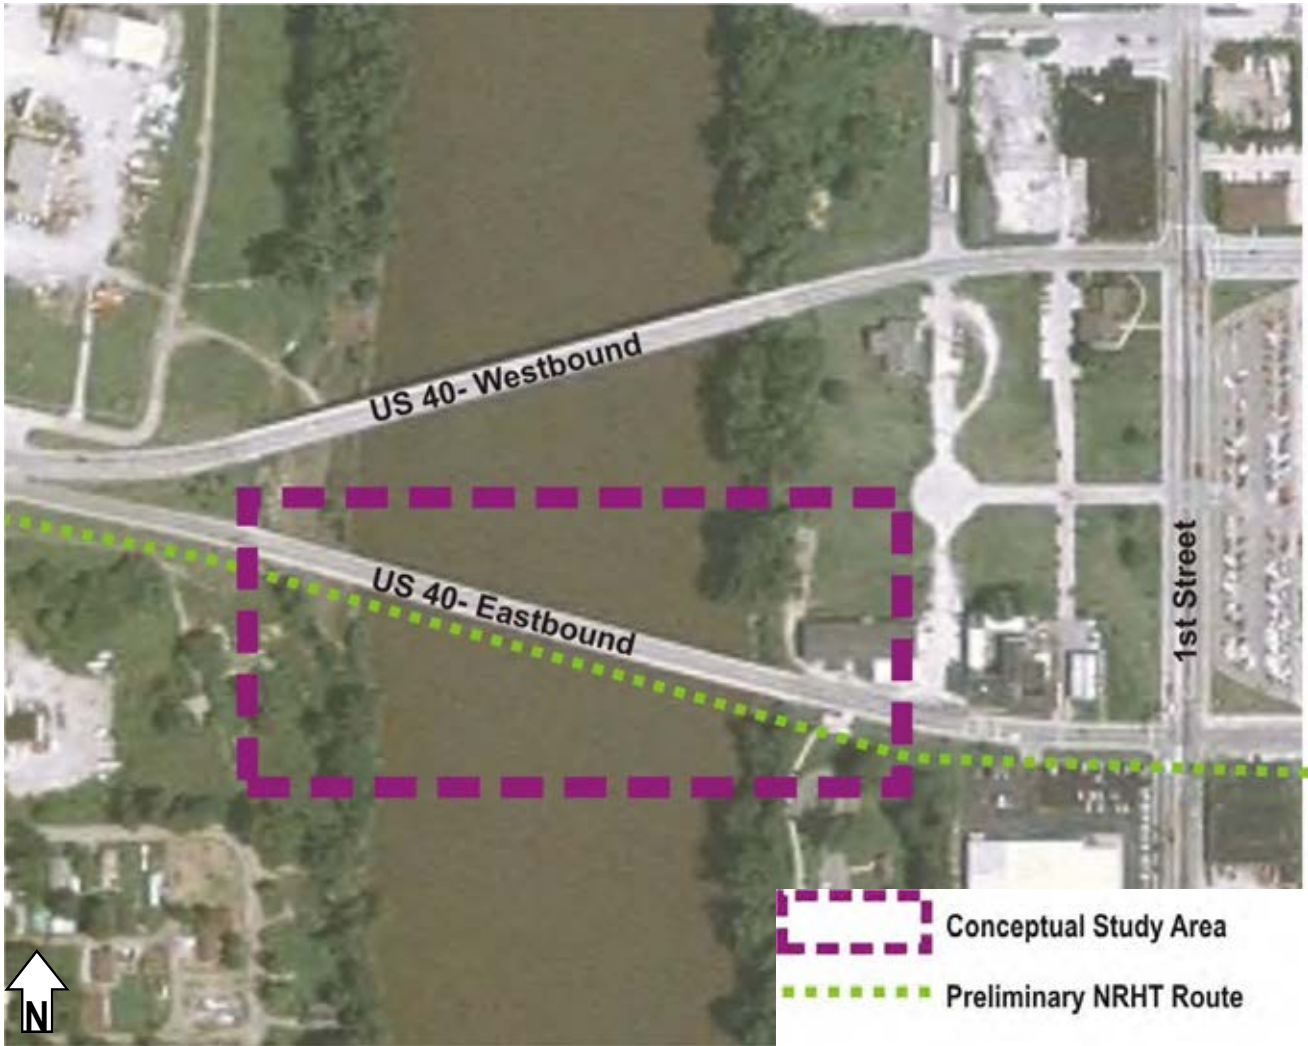 US 40- Westbound
US 40- Eastbound
1st Street
Conceptual Study Area
Preliminary NRHT Route
N